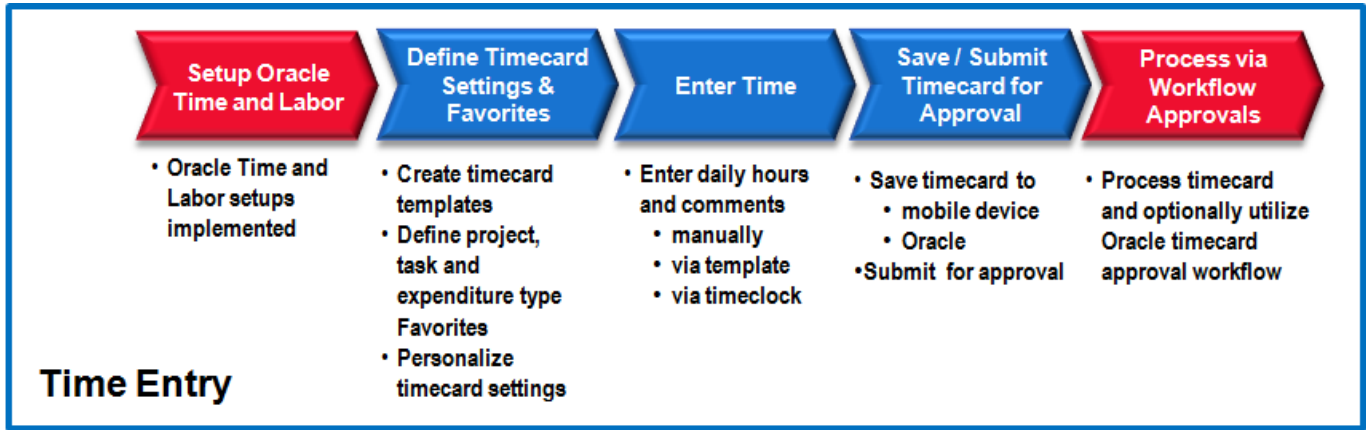 Setup Oracle
Time and Labor
Define Timecard
Settings &
Favorites
Enter Time
Save / Submit
Timecard for
Approval
Process via
Workflow
Approvals
• Oracle Time and
Labor setups
implemented
• Create timecard
templates
• Define project,
task and
expenditure type
Favorites
• Personalize
timecard settings
• Enter daily hours
and comments
• manually
• via template
• via timeclock
• Save timecard to
• mobile device
• Oracle
•Submit for approval
• Process timecard
and optionally utilize
Oracle timecard
approval workflow
Time Entry